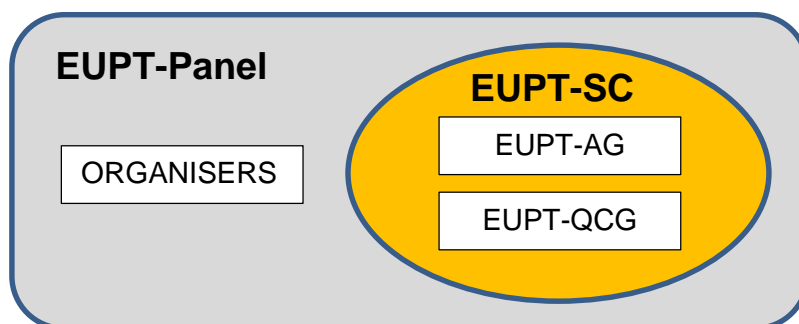 EUPT-Panel
EUPT-SC
EUPT-AG
ORGANISERS
EUPT-QCG